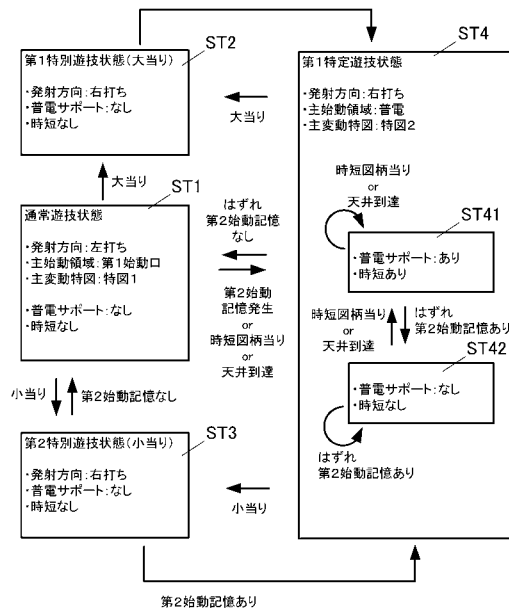 ST2
第1特別遊技状態(大当り)
・発射方向:右打ち
・普電サポート:なし
・時短なし
大当り
ST4
第1特定遊技状態
・発射方向:右打ち
・主始動領域:普電
・主変動特図:特図2
大当り
ST1
通常遊技状態
・発射方向:左打ち
・主始動領域:第1始動口
・主変動特図:特図1
・普電サポート:なし
・時短なし
はずれ
第2始動記憶
なし
第2始動
記憶発生
or
時短図柄当り
or
天井到達
時短図柄当り
or
天井到達
ST41
・普電サポート:あり
・時短あり
時短図柄当り
or
天井到達
はずれ
第2始動記憶あり
ST42
・普電サポート:なし
・時短なし
はずれ
第2始動記憶あり
小当り
第2始動記憶なし
ST3
第2特別遊技状態(小当り)
・発射方向:右打ち
・普電サポート:なし
・時短なし
小当り
第2始動記憶あり